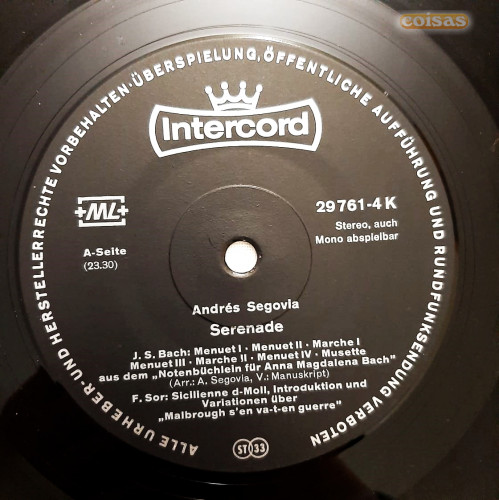 coisas
ALLE URHEBER- UND HERSTELLERRECHTE VORBEHALTEN · ÜBERSPIELUNG, ÖFFENTLICHE AUFFÜHRUNG UND RUNDFUNKSENDUNG VERBOTEN
Intercord
+ML+
29 761-4 K
Stereo, auch
Mono abspielbar
A-Seite
(23.30)
Andrés Segovia
Serenade
J. S. Bach: Menuet I · Menuet II · Marche I
Menuet III · Marche II · Menuet IV · Musette
aus dem „Notenbüchlein für Anna Magdalena Bach"
(Arr.: A. Segovia, V.: Manuskript)
F. Sor: Sicilienne d-Moll, Introduktion und
Variationen über
„Malbrough s'en va-t-en guerre"
ST 33